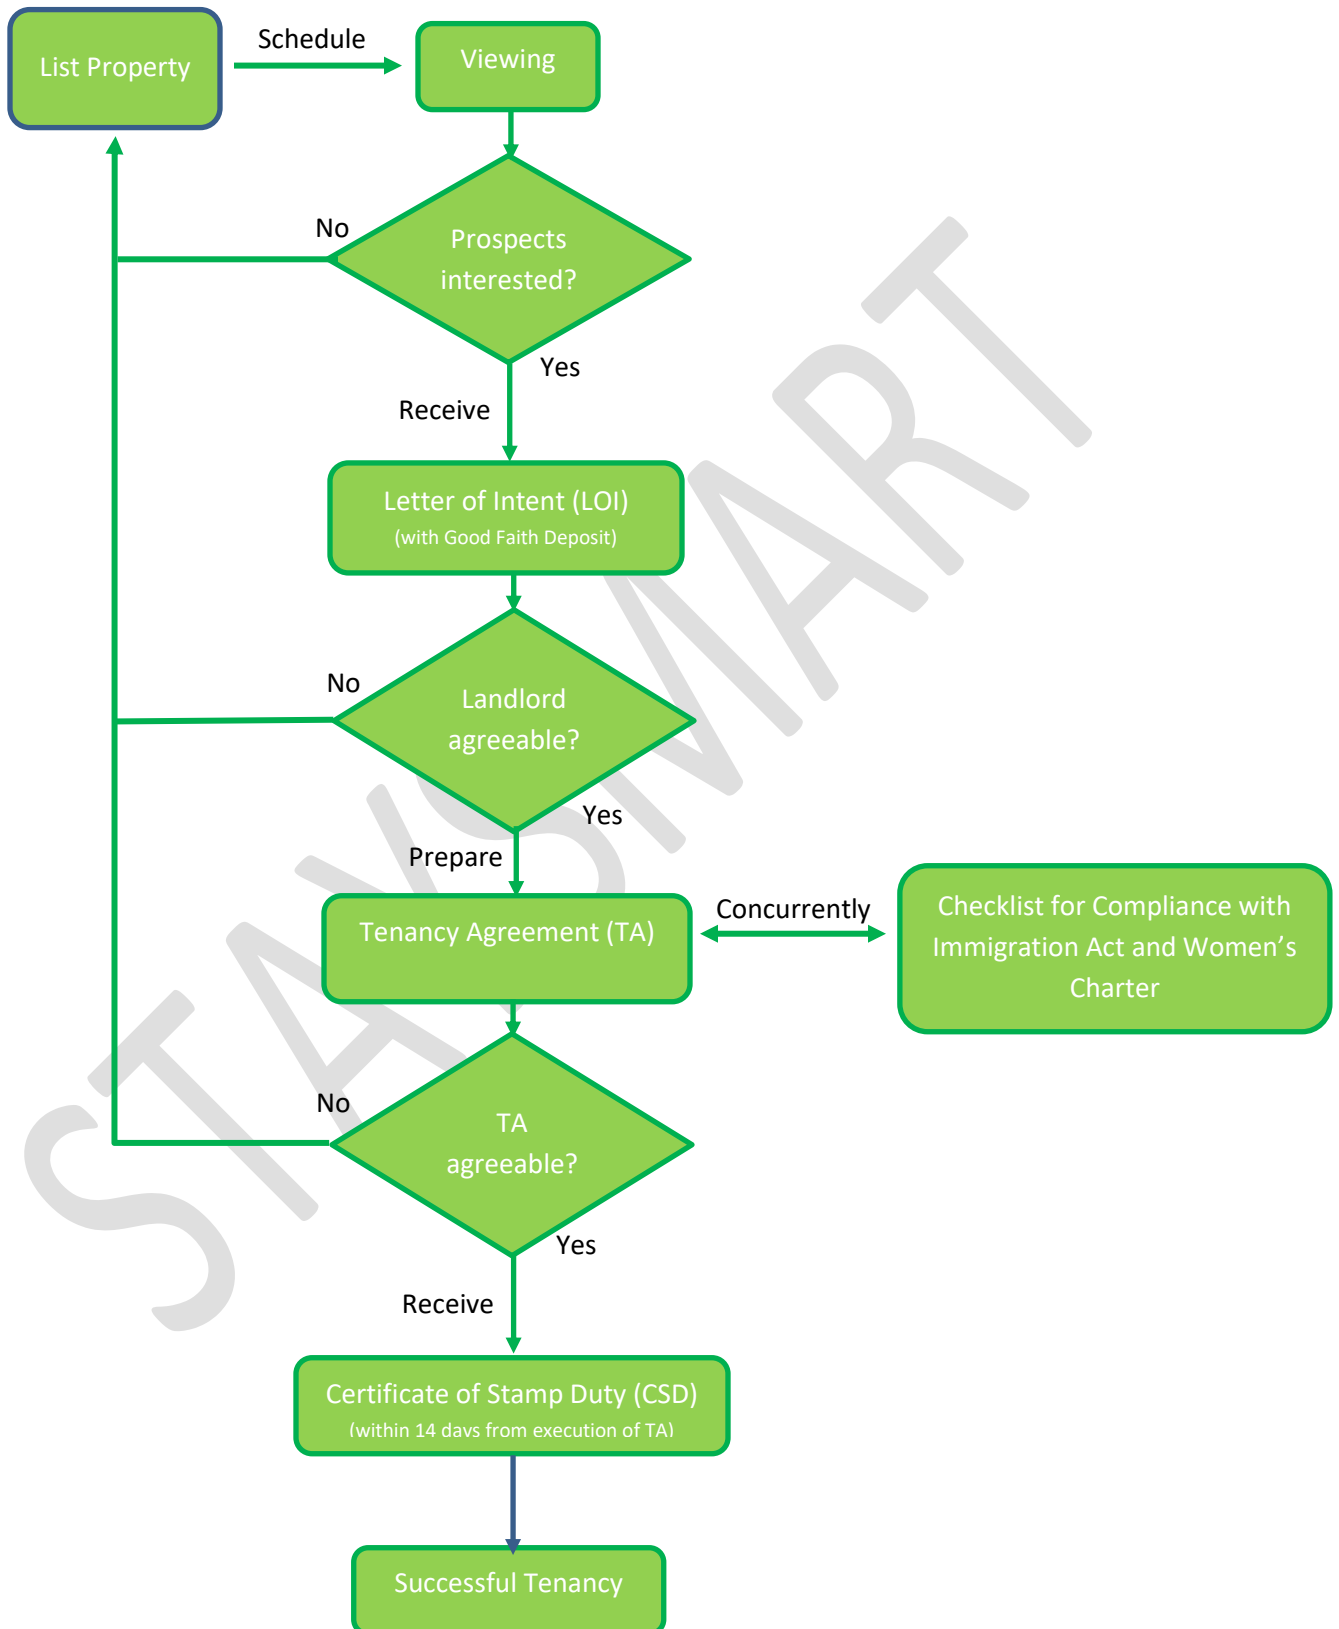 List Property
Schedule
Viewing
No
Prospects
interested?
Yes
Receive
Letter of Intent (LOI)
(with Good Faith Deposit)
No
Landlord
agreeable?
Yes
Prepare
Tenancy Agreement (TA)
Concurrently
Checklist for Compliance with
Immigration Act and Women’s
Charter
No
TA
agreeable?
Yes
Receive
Certificate of Stamp Duty (CSD)
(within 14 days from execution of TA)
Successful Tenancy
STAYSMART